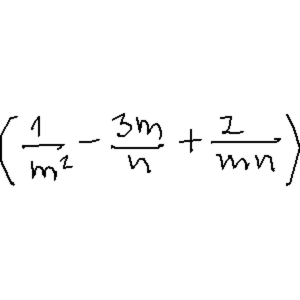 (1/m² - 3m/n + 2/mn)